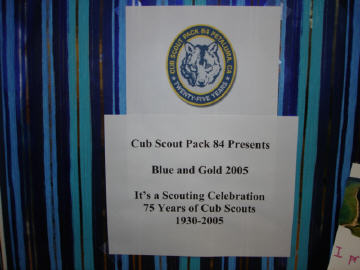 CUB SCOUT PACK 84 PETALUMA, CA
TWENTY-FIVE YEARS
Cub Scout Pack 84 Presents
Blue and Gold 2005
It's a Scouting Celebration
75 Years of Cub Scouts
1930-2005
I